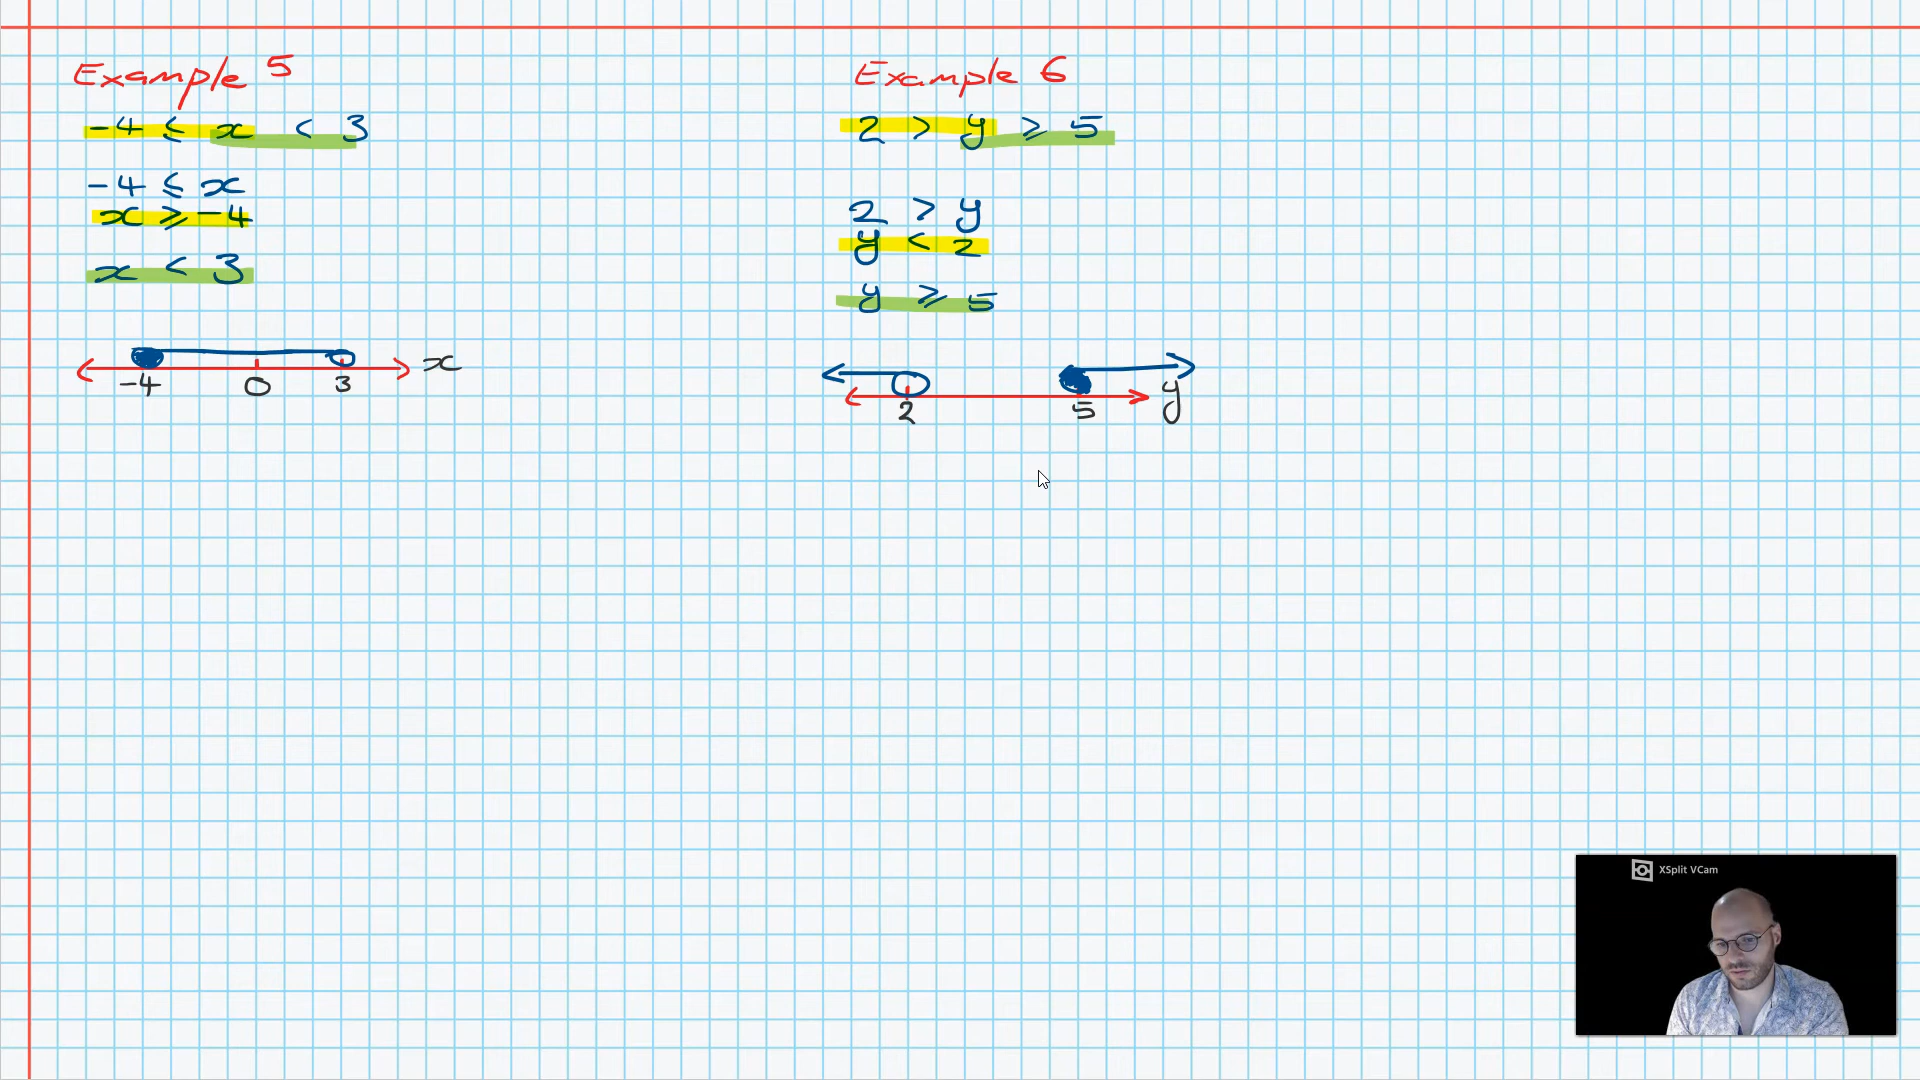 Example 5
-4 ≤ x < 3
-4 ≤ x
x ≥ -4
x < 3
-4 0 3 x
Example 6
2 > y ≥ 5
2 > y
y < 2
y ≥ 5
2 5 y
XSplit VCam